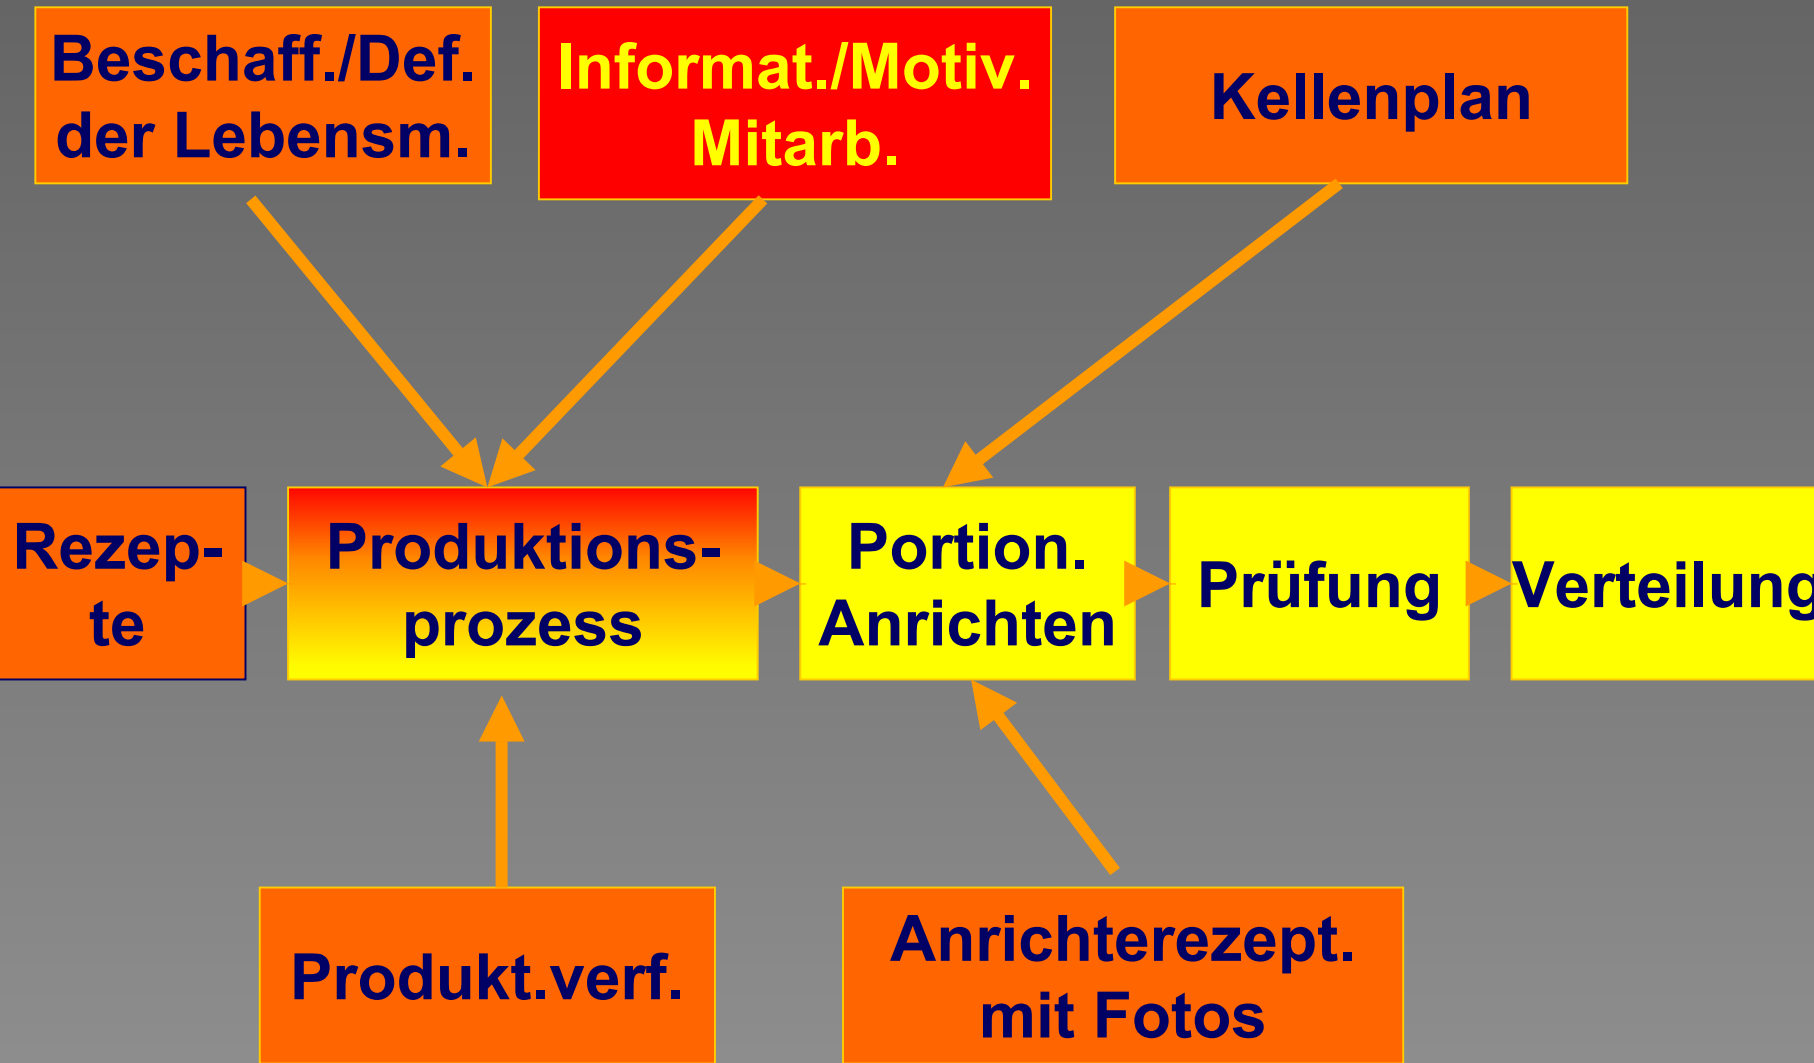 Beschaff./Def.
der Lebensm.
Informat./Motiv.
Mitarb.
Kellenplan
Rezep-
te
Produktions-
prozess
Portion.
Anrichten
Prüfung
Verteilung
Produkt.verf.
Anrichterezept.
mit Fotos